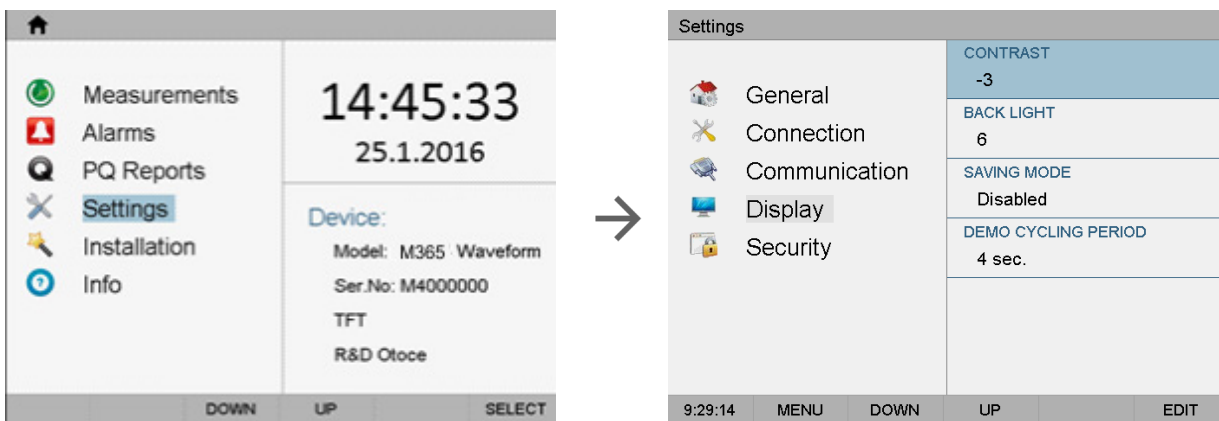 Measurements
Alarms
PQ Reports
Settings
Installation
Info
14:45:33
25.1.2016
Device:
Model: M365 Waveform
Ser.No: M4000000
TFT
R&D Otoce
DOWN UP SELECT
Settings
General
Connection
Communication
Display
Security
CONTRAST
-3
BACK LIGHT
6
SAVING MODE
Disabled
DEMO CYCLING PERIOD
4 sec.
9:29:14 MENU DOWN UP EDIT